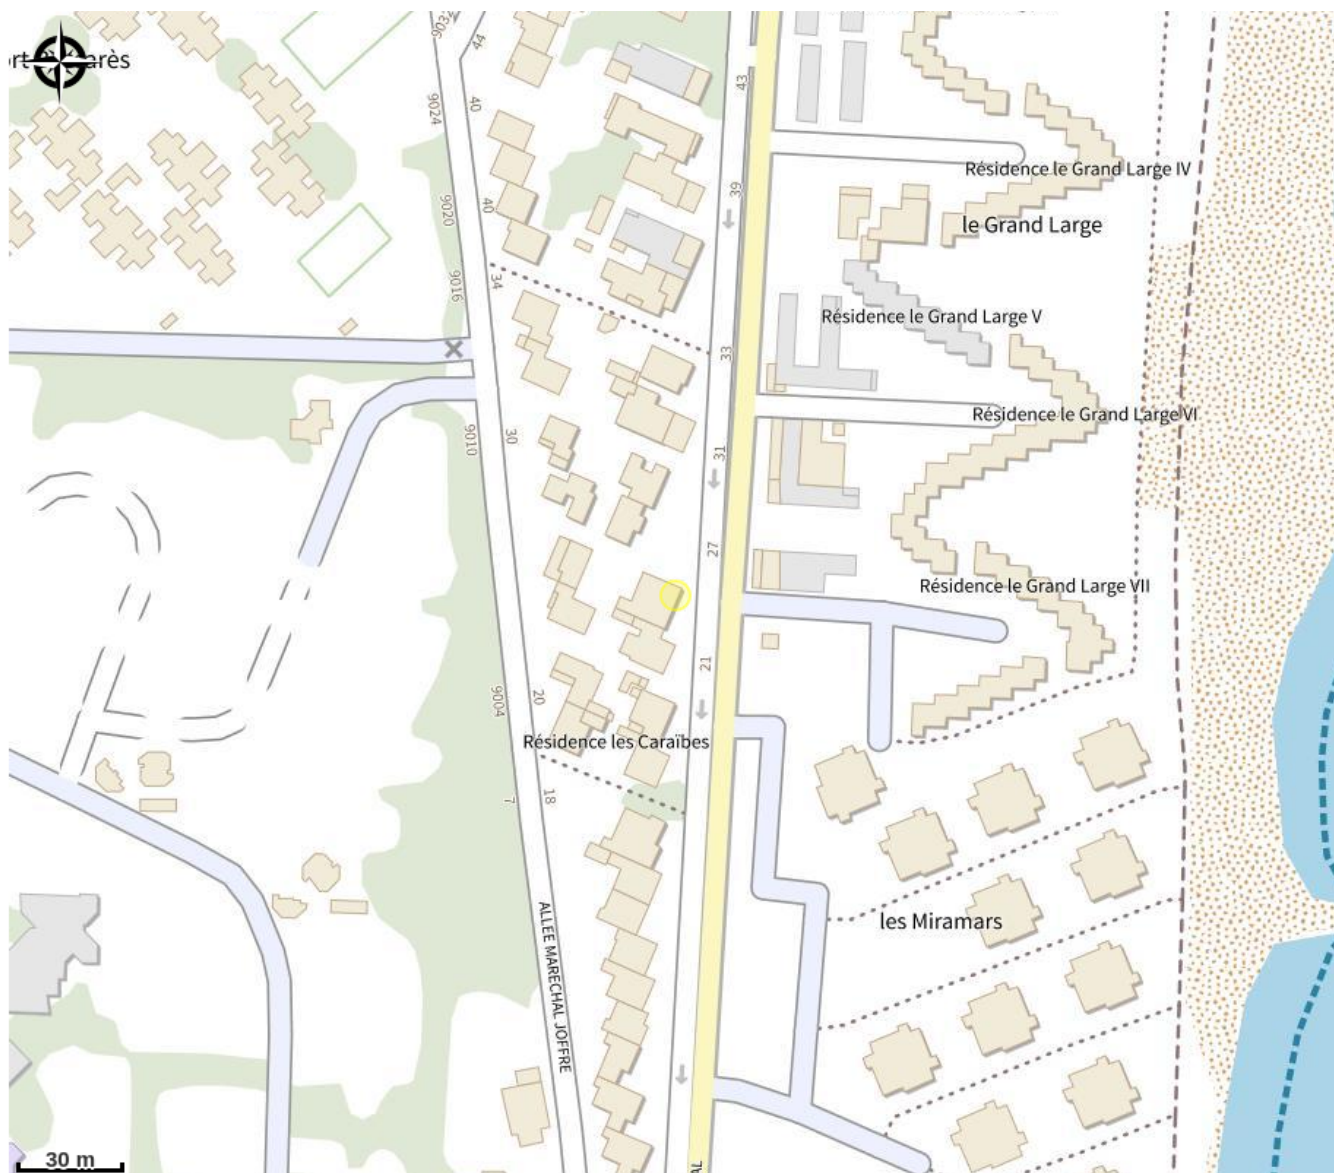 9032
44
43
9024
40
Résidence le Grand Large IV
39
9020
40
le Grand Large
9016
34
Résidence le Grand Large V
33
Résidence le Grand Large VI
9010
30
31
27
Résidence le Grand Large VII
21
9004
20
Résidence les Caraïbes
7
18
les Miramars
ALLEE MARECHAL JOFFRE
30 m